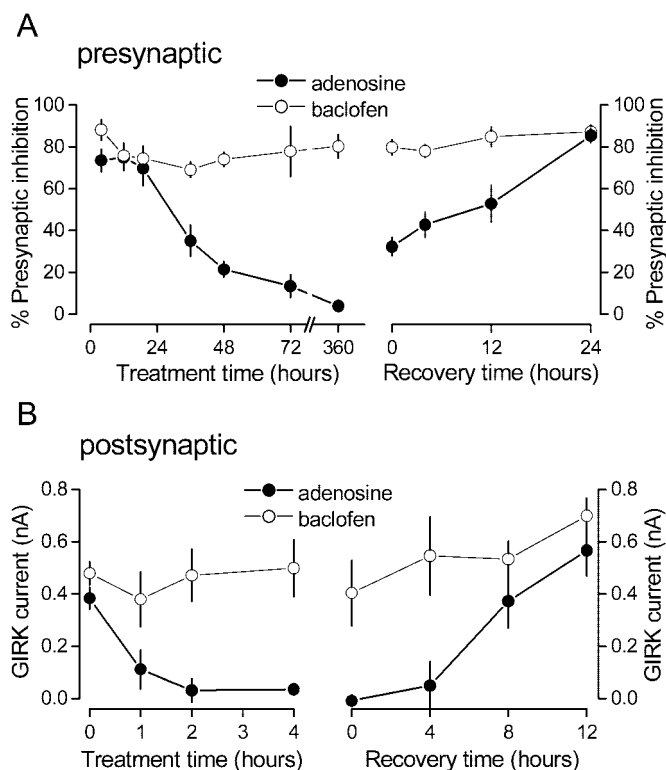 A
presynaptic
adenosine
baclofen
% Presynaptic inhibition
100
80
60
40
20
0
0 24 48 72 360
Treatment time (hours)
0 12 24
Recovery time (hours)
100
80
60
40
20
0
% Presynaptic inhibition
B
postsynaptic
adenosine
baclofen
GIRK current (nA)
0.8
0.6
0.4
0.2
0.0
0 1 2 3 4
Treatment time (hours)
0 4 8 12
Recovery time (hours)
0.8
0.6
0.4
0.2
0.0
GIRK current (nA)